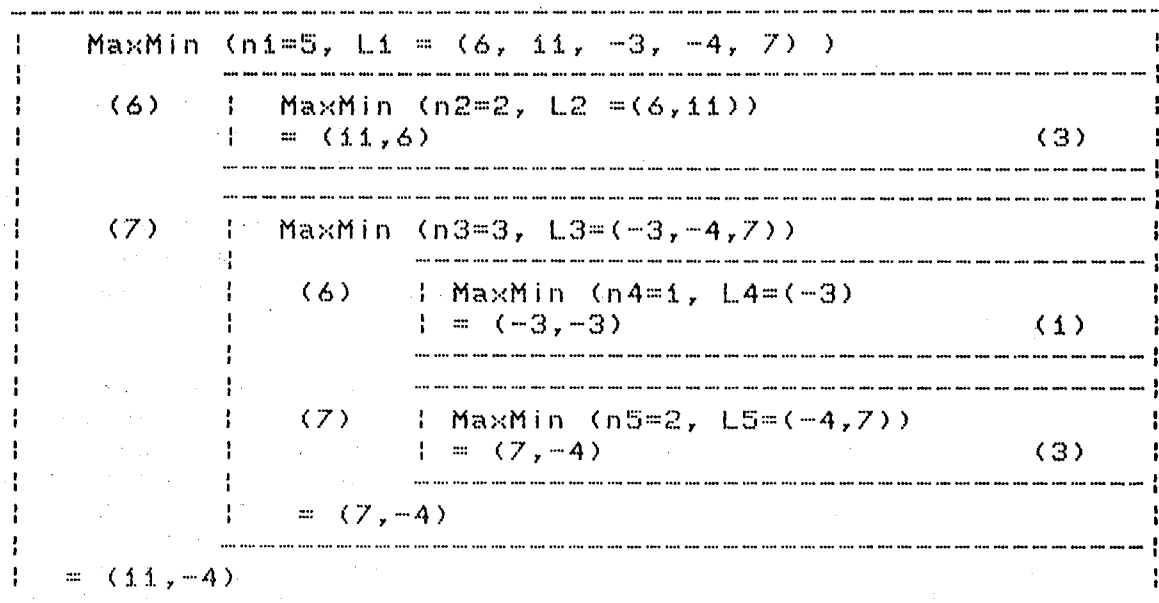 MaxMin (n1=5, L1 = (6, 11, -3, -4, 7) )
(6) MaxMin (n2=2, L2 =(6,11))
= (11,6) (3)
(7) MaxMin (n3=3, L3=(-3,-4,7))
(6) MaxMin (n4=1, L4=(-3)
= (-3,-3) (1)
(7) MaxMin (n5=2, L5=(-4,7))
= (7,-4) (3)
= (7,-4)
= (11,-4)